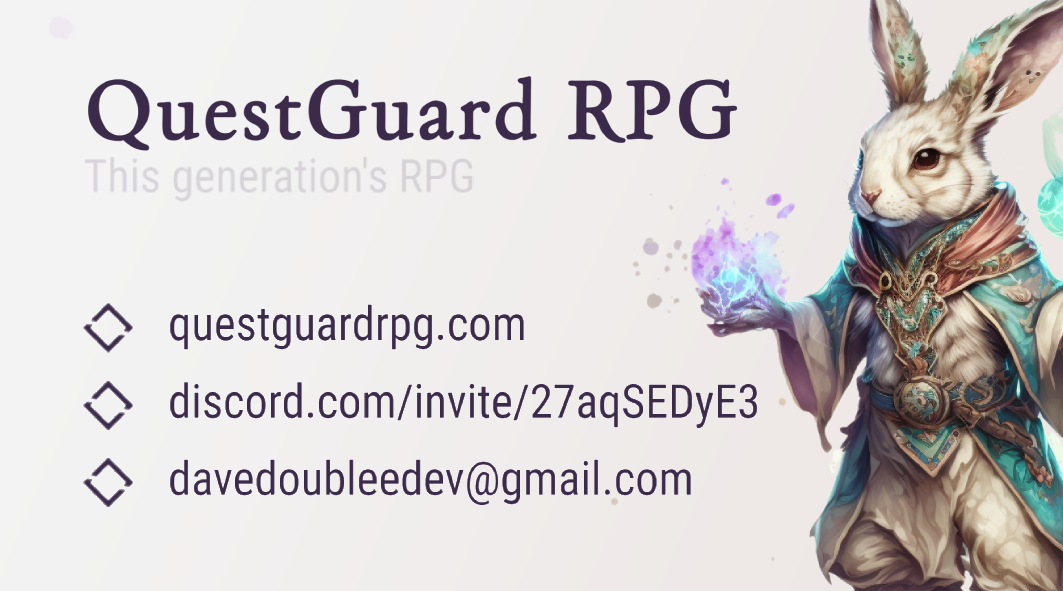 QuestGuard RPG
This generation's RPG
questguardrpg.com
discord.com/invite/27aqSEDyE3
davedoubleedev@gmail.com